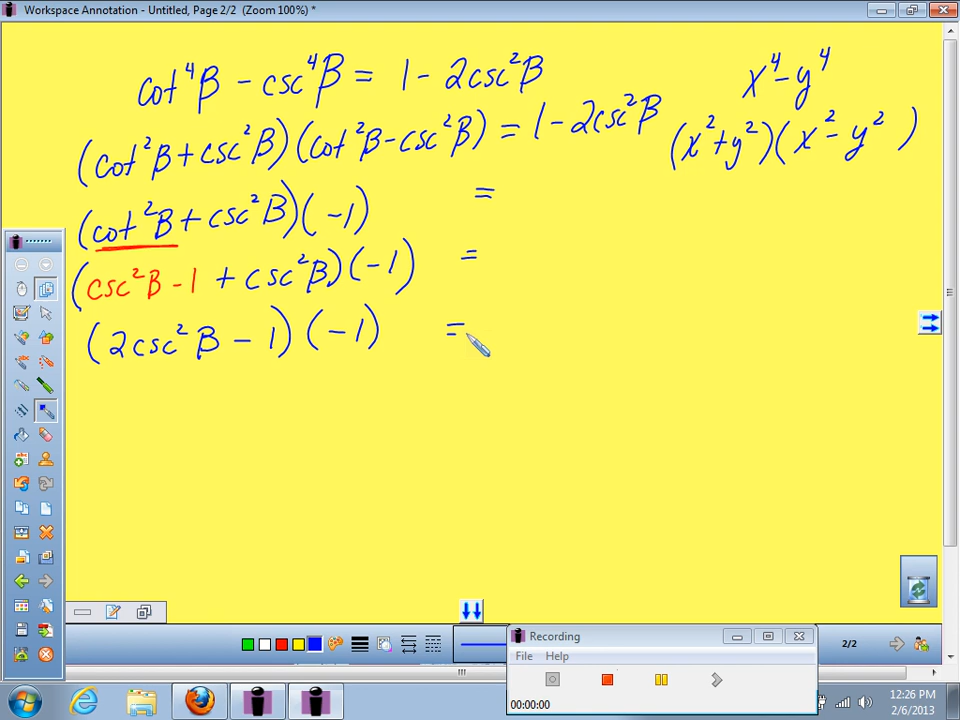 Workspace Annotation - Untitled, Page 2/2 (Zoom 100%) *
cot⁴β - csc⁴β = 1 - 2csc²β
x⁴ - y⁴
(cot²β + csc²β)(cot²β - csc²β) = 1 - 2csc²β
(x² + y²)(x² - y²)
(cot²β + csc²β)(-1) =
(csc²β - 1 + csc²β)(-1) =
(2csc²β - 1)(-1) =
Recording
File Help
00:00:00
2/2
12:26 PM
2/6/2013